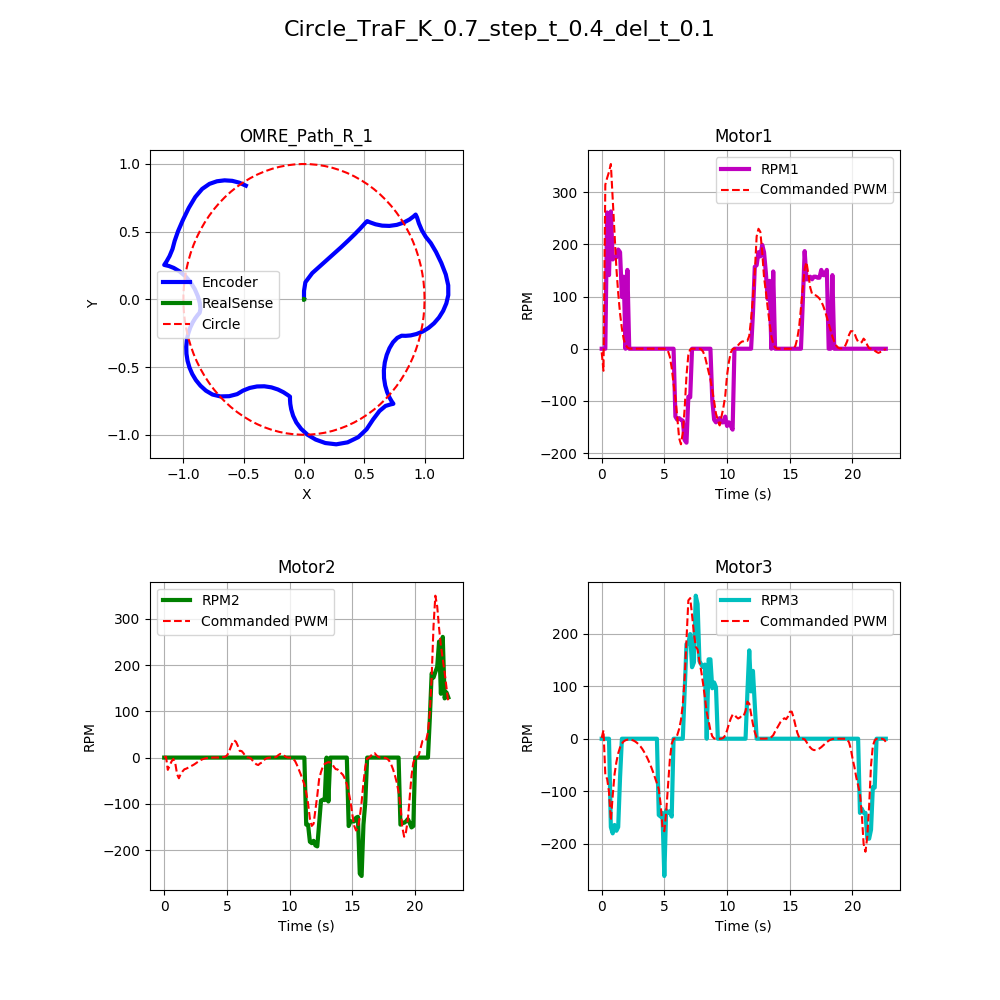 Circle_TraF_K_0.7_step_t_0.4_del_t_0.1
OMRE_Path_R_1
1.0
0.5
0.0
−0.5
−1.0
Y
Encoder
RealSense
Circle
−1.0 −0.5 0.0 0.5 1.0
X
Motor1
300
200
100
0
−100
−200
RPM
RPM1
Commanded PWM
0 5 10 15 20
Time (s)
Motor2
300
200
100
0
−100
−200
RPM
RPM2
Commanded PWM
0 5 10 15 20
Time (s)
Motor3
200
100
0
−100
−200
RPM
RPM3
Commanded PWM
0 5 10 15 20
Time (s)